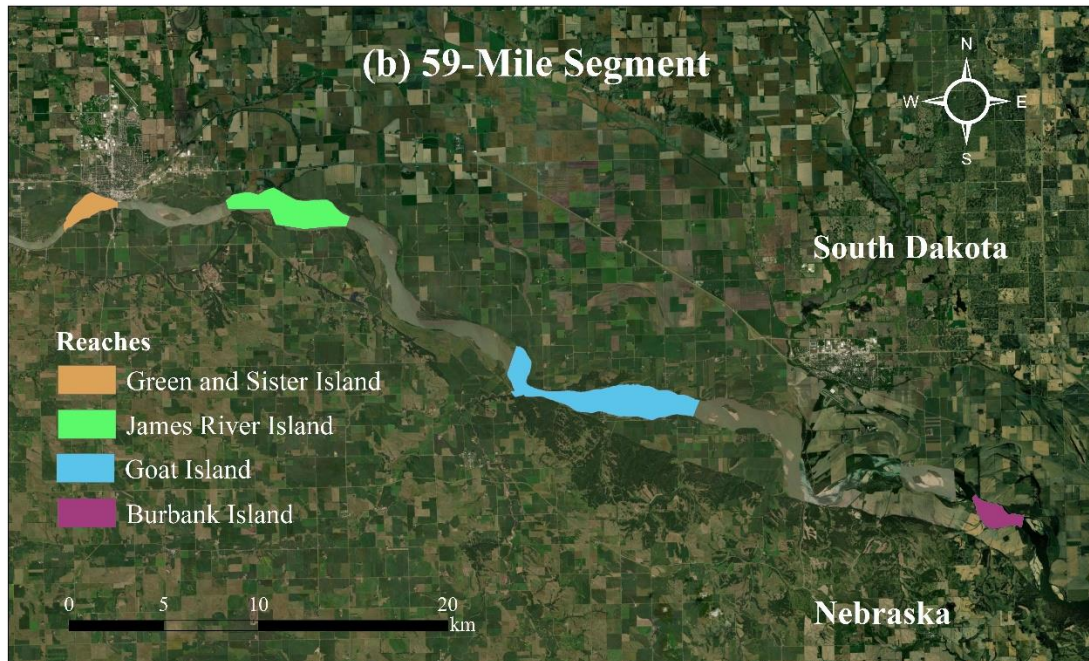 (b) 59-Mile Segment
N
W E
S
South Dakota
Reaches
Green and Sister Island
James River Island
Goat Island
Burbank Island
0 10 20
km
Nebraska